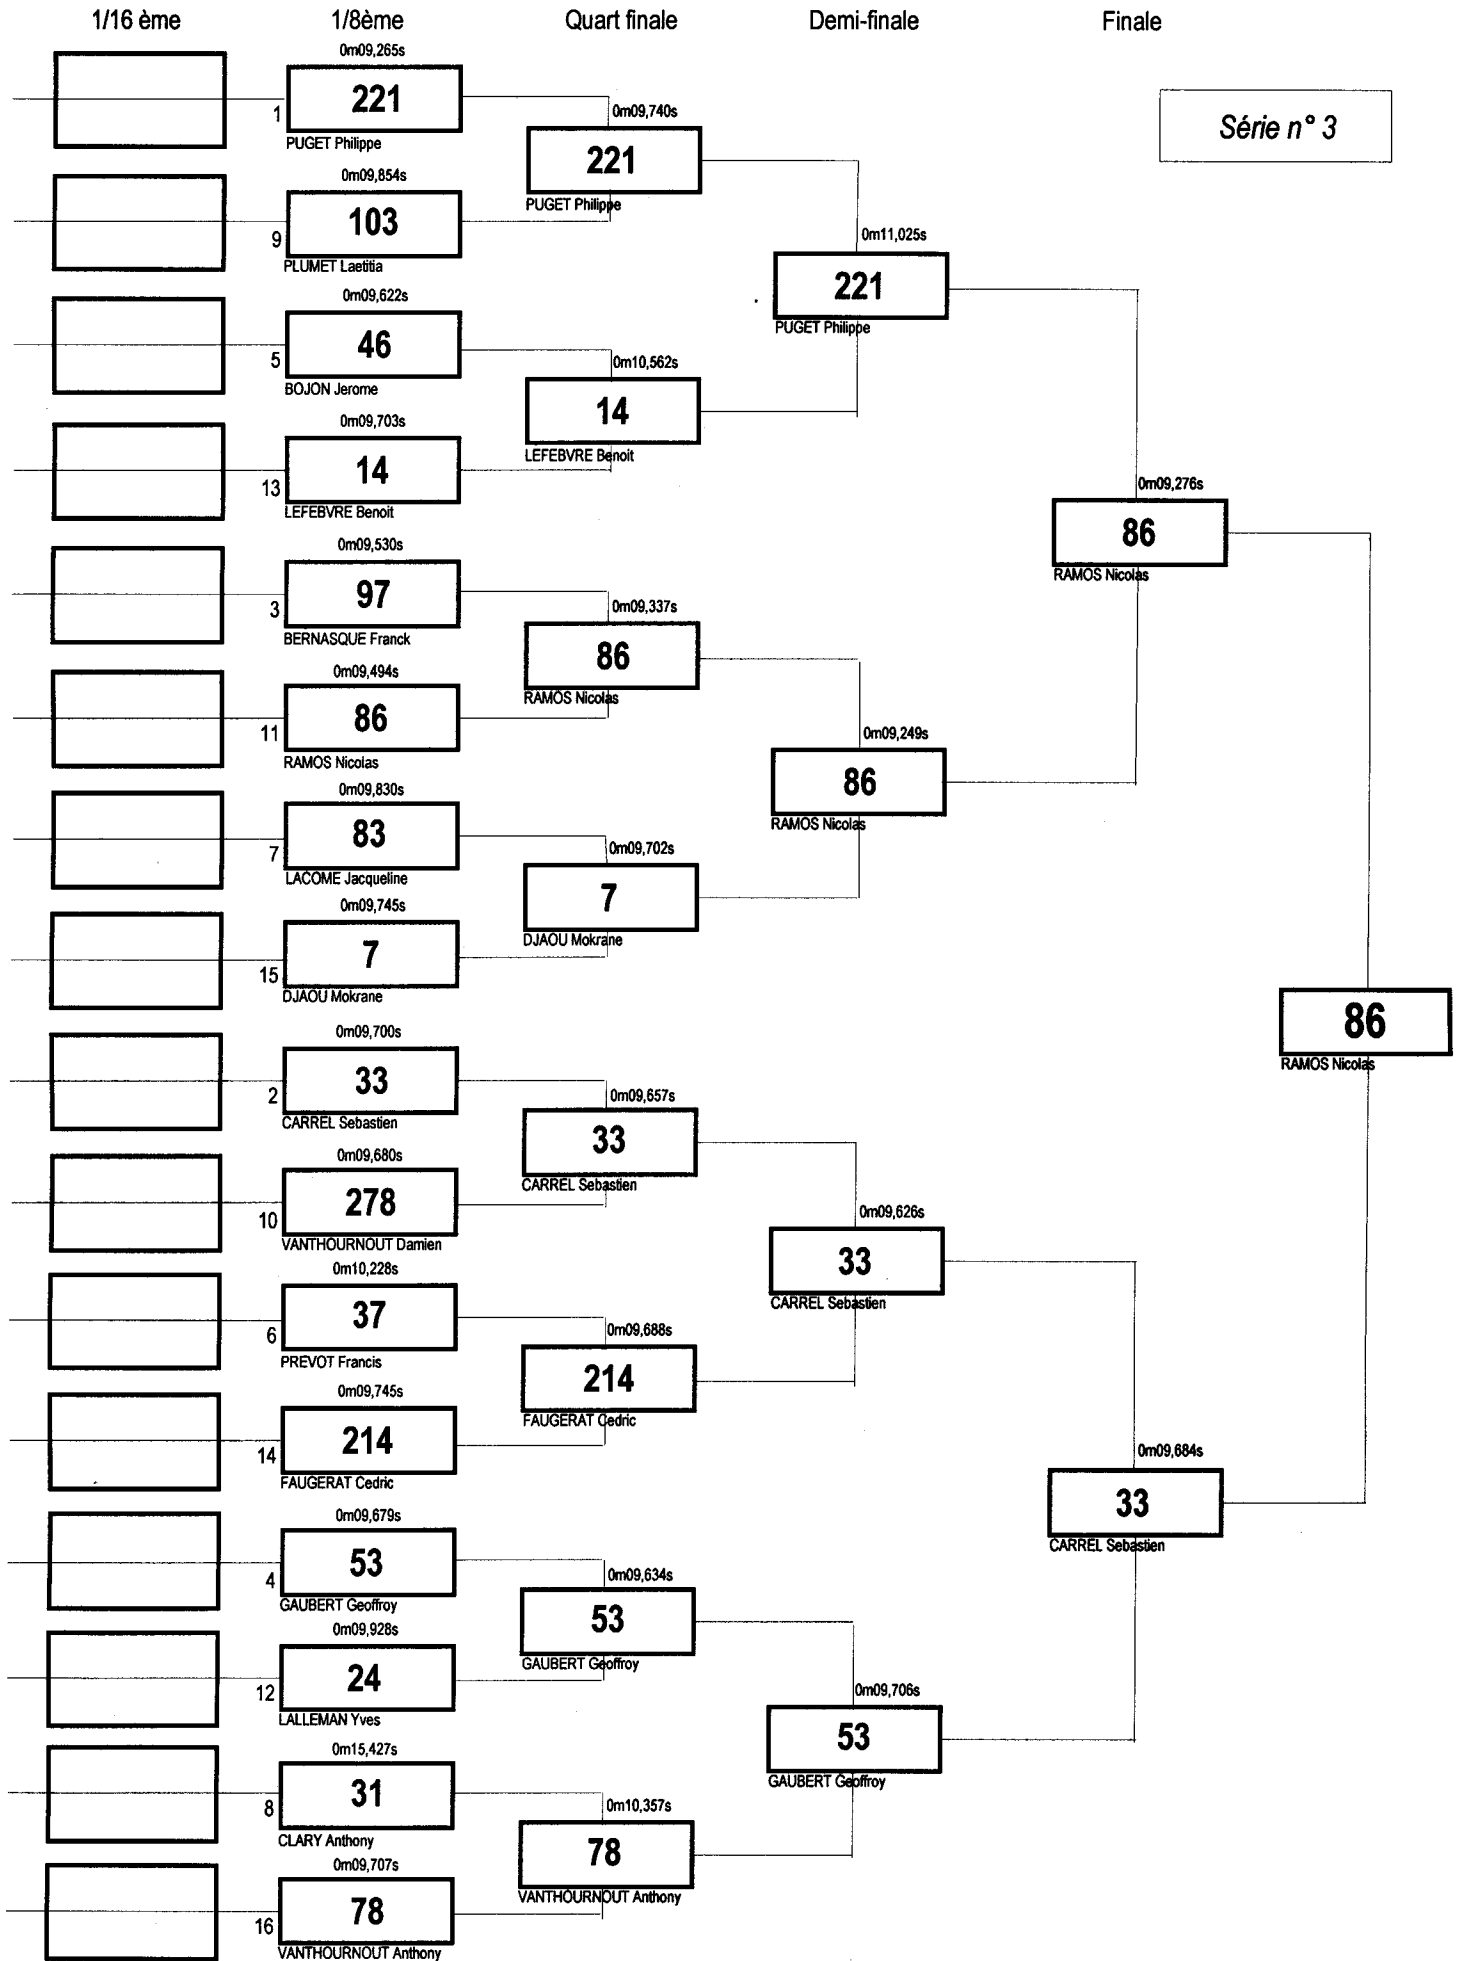 1/16 ème
1/8ème
Quart finale
Demi-finale
Finale
Série n° 3
0m09,265s
1
221
PUGET Philippe
0m09,854s
9
103
PLUMET Laetitia
0m09,622s
5
46
BOJON Jerome
0m09,703s
13
14
LEFEBVRE Benoit
0m09,530s
3
97
BERNASQUE Franck
0m09,494s
11
86
RAMOS Nicolas
0m09,830s
7
83
LACOME Jacqueline
0m09,745s
15
7
DJAOU Mokrane
0m09,700s
2
33
CARREL Sebastien
0m09,680s
10
278
VANTHOURNOUT Damien
0m10,228s
6
37
PREVOT Francis
0m09,745s
14
214
FAUGERAT Cedric
0m09,679s
4
53
GAUBERT Geoffroy
0m09,928s
12
24
LALLEMAN Yves
0m15,427s
8
31
CLARY Anthony
0m09,707s
16
78
VANTHOURNOUT Anthony
0m09,740s
221
PUGET Philippe
0m10,562s
14
LEFEBVRE Benoit
0m09,337s
86
RAMOS Nicolas
0m09,702s
7
DJAOU Mokrane
0m09,657s
33
CARREL Sebastien
0m09,688s
214
FAUGERAT Cedric
0m09,634s
53
GAUBERT Geoffroy
0m10,357s
78
VANTHOURNOUT Anthony
0m11,025s
221
PUGET Philippe
0m09,249s
86
RAMOS Nicolas
0m09,626s
33
CARREL Sebastien
0m09,706s
53
GAUBERT Geoffroy
0m09,276s
86
RAMOS Nicolas
0m09,684s
33
CARREL Sebastien
86
RAMOS Nicolas